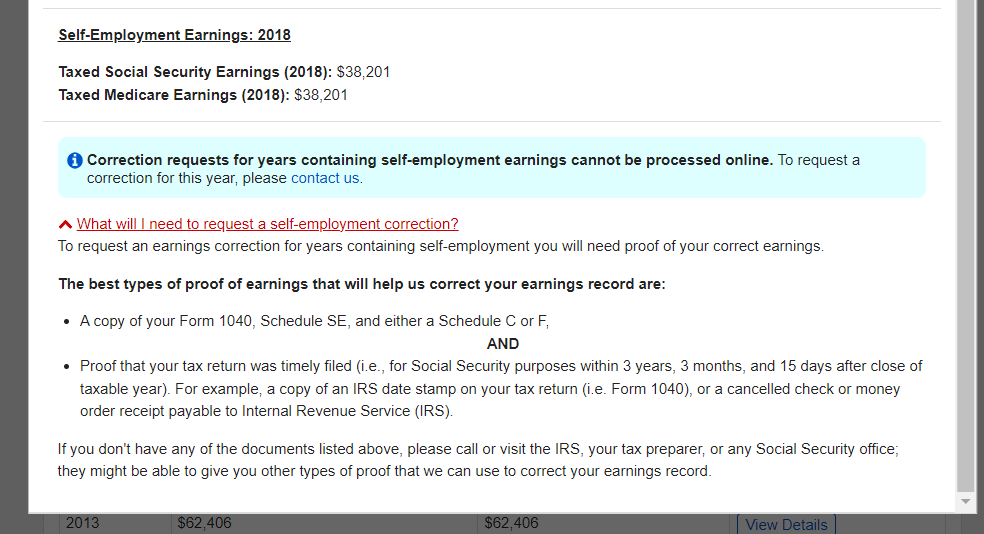 Self-Employment Earnings: 2018
Taxed Social Security Earnings (2018): $38,201
Taxed Medicare Earnings (2018): $38,201
Correction requests for years containing self-employment earnings cannot be processed online. To request a
correction for this year, please contact us.
What will I need to request a self-employment correction?
To request an earnings correction for years containing self-employment you will need proof of your correct earnings.
The best types of proof of earnings that will help us correct your earnings record are:
• A copy of your Form 1040, Schedule SE, and either a Schedule C or F,
AND
• Proof that your tax return was timely filed (i.e., for Social Security purposes within 3 years, 3 months, and 15 days after close of
taxable year). For example, a copy of an IRS date stamp on your tax return (i.e. Form 1040), or a cancelled check or money
order receipt payable to Internal Revenue Service (IRS).
If you don't have any of the documents listed above, please call or visit the IRS, your tax preparer, or any Social Security office;
they might be able to give you other types of proof that we can use to correct your earnings record.
2013 $62,406 $62,406 View Details